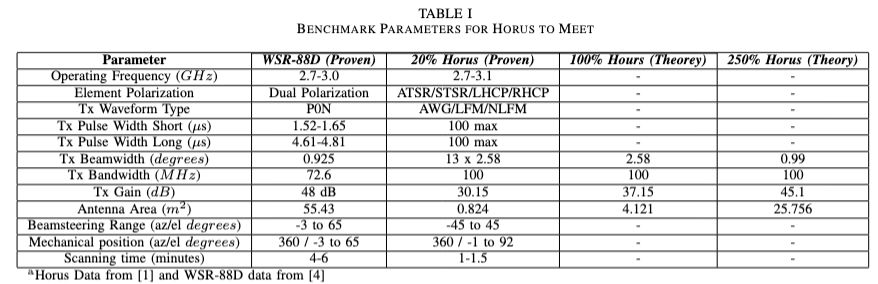 TABLE I
BENCHMARK PARAMETERS FOR HORUS TO MEET
Parameter WSR-88D (Proven) 20% Horus (Proven) 100% Hours (Theorey) 250% Horus (Theory)
Operating Frequency (GHz) 2.7-3.0 2.7-3.1 - -
Element Polarization Dual Polarization ATSR/STSR/LHCP/RHCP - -
Tx Waveform Type P0N AWG/LFM/NLFM - -
Tx Pulse Width Short (μs) 1.52-1.65 100 max - -
Tx Pulse Width Long (μs) 4.61-4.81 100 max - -
Tx Beamwidth (degrees) 0.925 13 x 2.58 2.58 0.99
Tx Bandwidth (MHz) 72.6 100 100 100
Tx Gain (dB) 48 dB 30.15 37.15 45.1
Antenna Area (m²) 55.43 0.824 4.121 25.756
Beamsteering Range (az/el degrees) -3 to 65 -45 to 45 - -
Mechanical position (az/el degrees) 360 / -3 to 65 360 / -1 to 92 - -
Scanning time (minutes) 4-6 1-1.5 - -
ᵃHorus Data from [1] and WSR-88D data from [4]